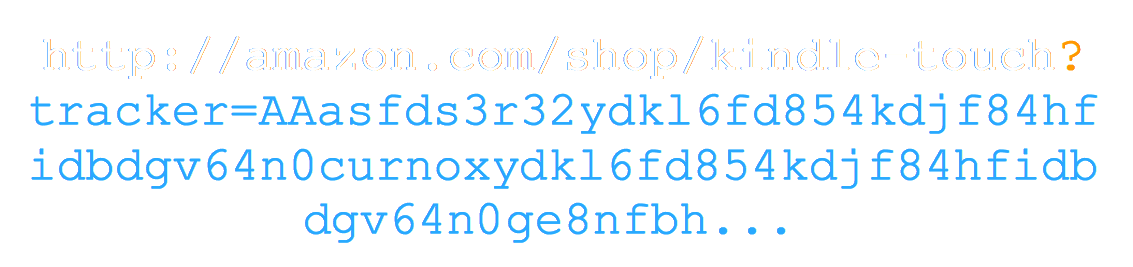 http://amazon.com/shop/kindle-touch?
tracker=AAasfds3r32ydkl6fd854kdjf84hf
idbdgv64n0curnoxydkl6fd854kdjf84hfidb
dgv64n0ge8nfbh...